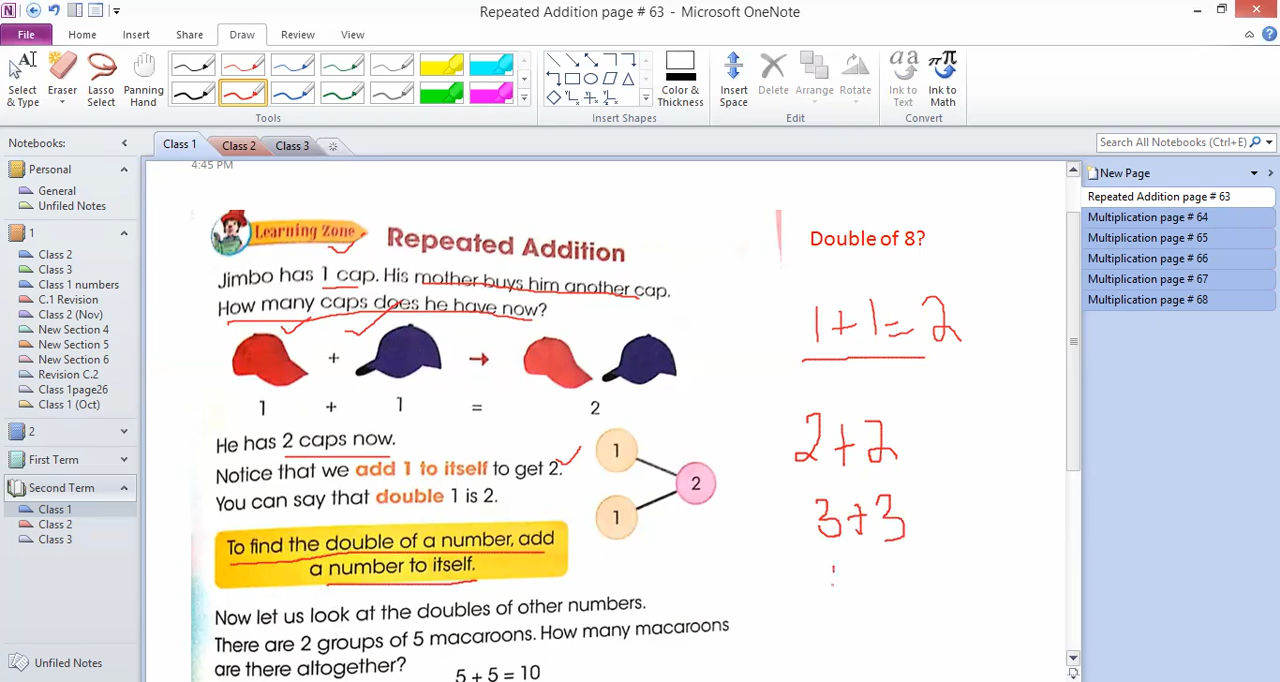 Repeated Addition page # 63 - Microsoft OneNote
File Home Insert Share Draw Review View
Select & Type
Eraser
Lasso Select
Panning Hand
Color & Thickness
Insert Space
Delete
Arrange
Rotate
Ink to Text
Ink to Math
Tools
Insert Shapes
Edit
Convert
Notebooks:
Class 1 Class 2 Class 3
Search All Notebooks (Ctrl+E)
Personal
General
Unfiled Notes
1
Class 2
Class 3
Class 1 numbers
C.1 Revision
Class 2 (Nov)
New Section 4
New Section 5
New Section 6
Revision C.2
Class 1page26
Class 1 (Oct)
2
First Term
Second Term
Class 1
Class 2
Class 3
Unfiled Notes
4:45 PM
Learning Zone
Repeated Addition
Jimbo has 1 cap. His mother buys him another cap.
How many caps does he have now?
+
1 + 1 = 2
He has 2 caps now.
Notice that we add 1 to itself to get 2.
You can say that double 1 is 2.
1
1
2
To find the double of a number, add
a number to itself.
Now let us look at the doubles of other numbers.
There are 2 groups of 5 macaroons. How many macaroons
are there altogether?
5 + 5 = 10
Double of 8?
1+1=2
2+2
3+3
New Page
Repeated Addition page # 63
Multiplication page # 64
Multiplication page # 65
Multiplication page # 66
Multiplication page # 67
Multiplication page # 68